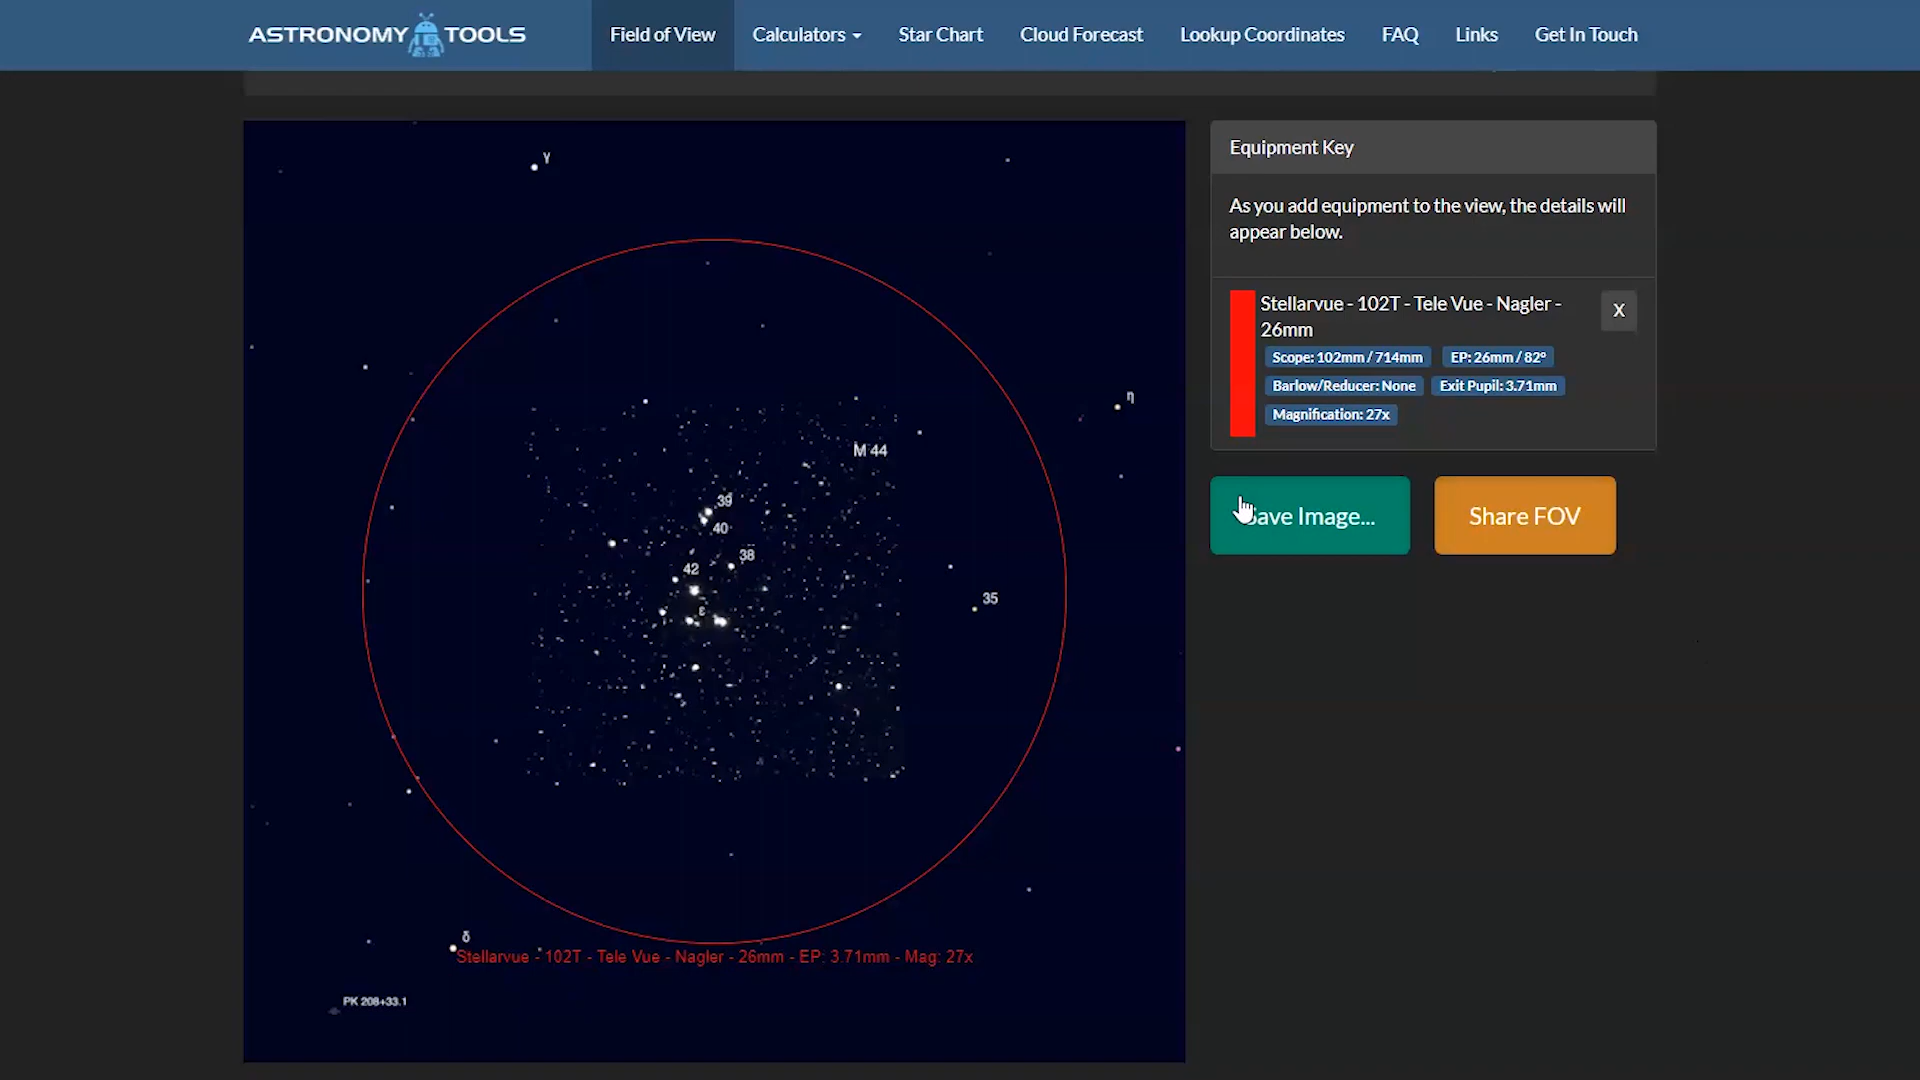 ASTRONOMY TOOLS
Field of View
Calculators
Star Chart
Cloud Forecast
Lookup Coordinates
FAQ
Links
Get In Touch
γ
η
M 44
39
40
38
42
ε
35
δ
Stellarvue - 102T - Tele Vue - Nagler - 26mm - EP: 3.71mm - Mag: 27x
PK 208+33.1
Equipment Key
As you add equipment to the view, the details will
appear below.
Stellarvue - 102T - Tele Vue - Nagler -
26mm
X
Scope: 102mm / 714mm
EP: 26mm / 82º
Barlow/Reducer: None
Exit Pupil: 3.71mm
Magnification: 27x
Save Image...
Share FOV